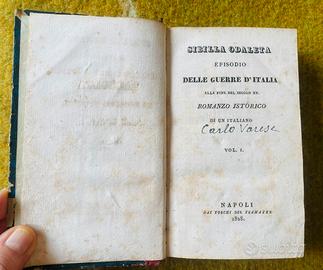 SIBILLA ODALETA
EPISODIO
DELLE GUERRE D'ITALIA
ALLA FINE DEL SECOLO XV.
ROMANZO ISTORICO
DI UN ITALIANO
Carlo Varese
VOL. I.
NAPOLI
DAI TORCHI DEL TRAMATER
subito